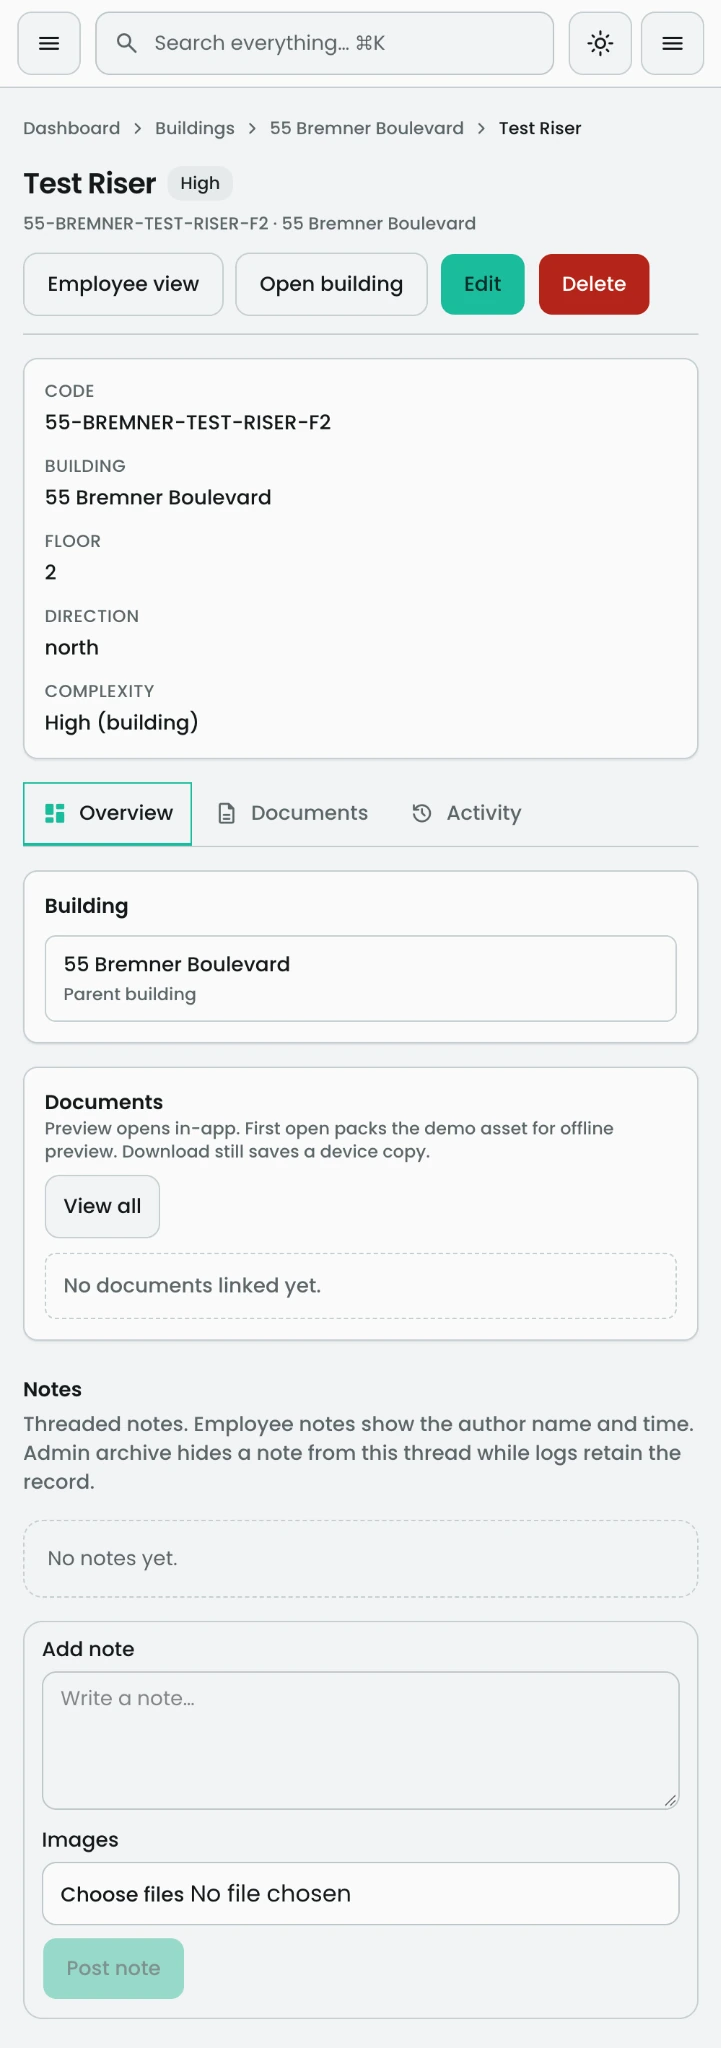 Search everything... ⌘K
Dashboard > Buildings > 55 Bremner Boulevard > Test Riser
Test Riser High
55-BREMNER-TEST-RISER-F2 · 55 Bremner Boulevard
Employee view Open building Edit Delete
CODE
55-BREMNER-TEST-RISER-F2
BUILDING
55 Bremner Boulevard
FLOOR
2
DIRECTION
north
COMPLEXITY
High (building)
Overview Documents Activity
Building
55 Bremner Boulevard
Parent building
Documents
Preview opens in-app. First open packs the demo asset for offline
preview. Download still saves a device copy.
View all
No documents linked yet.
Notes
Threaded notes. Employee notes show the author name and time.
Admin archive hides a note from this thread while logs retain the
record.
No notes yet.
Add note
Write a note...
Images
Choose files No file chosen
Post note